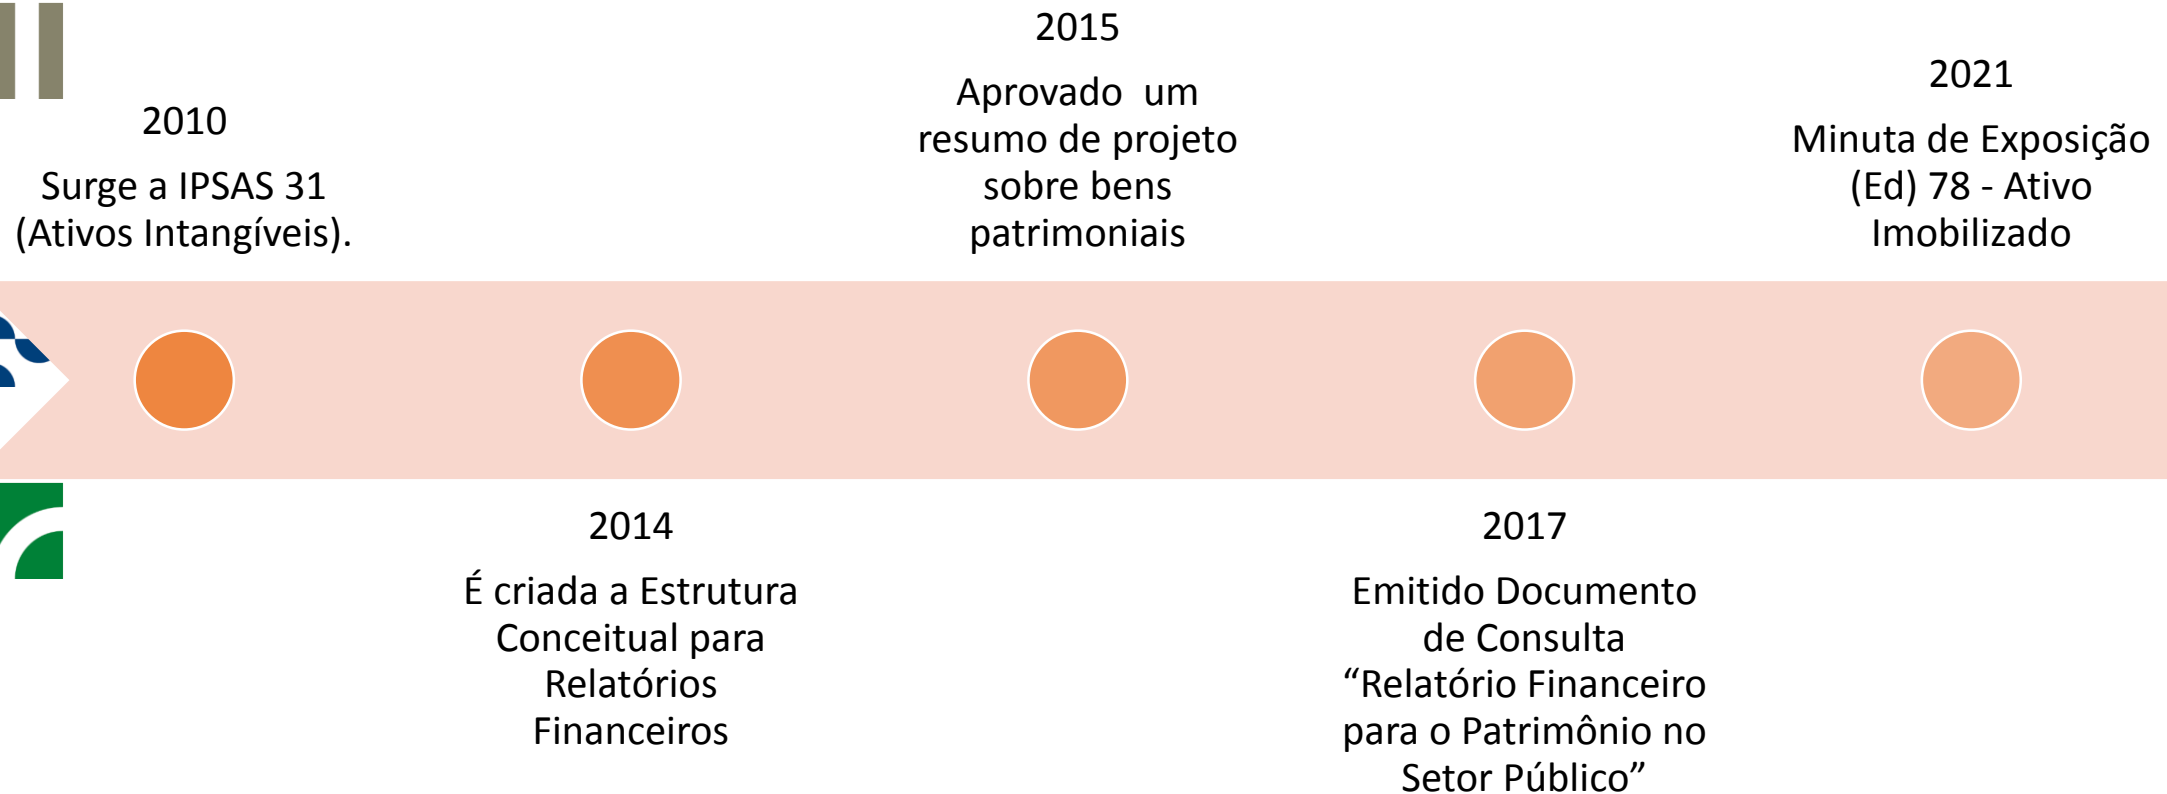 2010
Surge a IPSAS 31
(Ativos Intangíveis).
2014
É criada a Estrutura
Conceitual para
Relatórios
Financeiros
2015
Aprovado  um
resumo de projeto
sobre bens
patrimoniais
2017
Emitido Documento
de Consulta
“Relatório Financeiro
para o Patrimônio no
Setor Público”
2021
Minuta de Exposição
(Ed) 78 - Ativo
Imobilizado